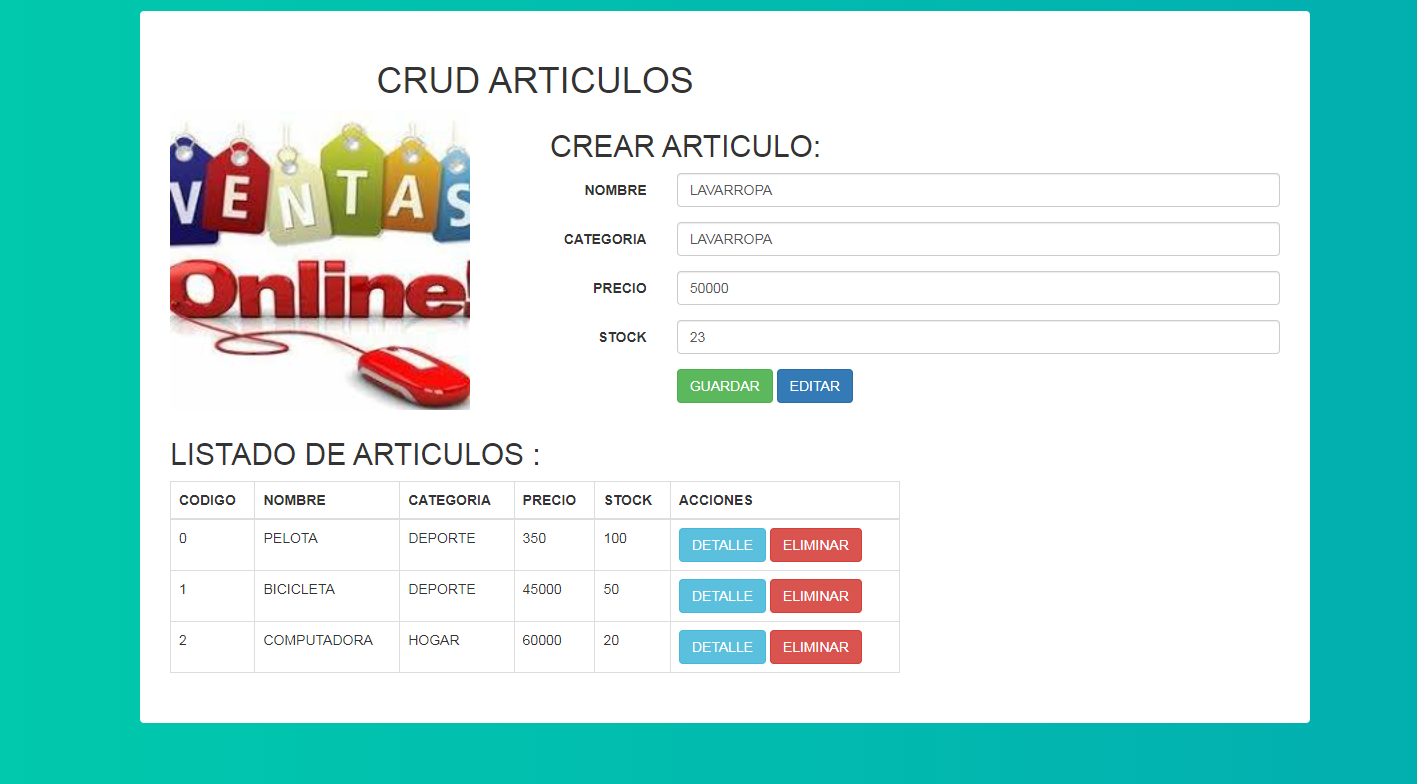 CRUD ARTICULOS
VENTAS
Online!
CREAR ARTICULO:
NOMBRE LAVARROPA
CATEGORIA LAVARROPA
PRECIO 50000
STOCK 23
GUARDAR EDITAR
LISTADO DE ARTICULOS :
CODIGO NOMBRE CATEGORIA PRECIO STOCK ACCIONES
0 PELOTA DEPORTE 350 100 DETALLE ELIMINAR
1 BICICLETA DEPORTE 45000 50 DETALLE ELIMINAR
2 COMPUTADORA HOGAR 60000 20 DETALLE ELIMINAR